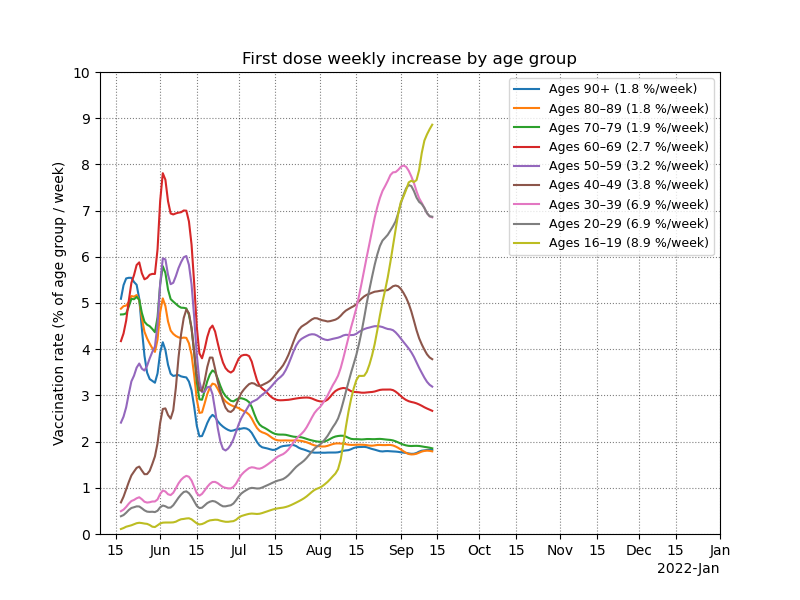 First dose weekly increase by age group
Vaccination rate (% of age group / week)
10
9
8
7
6
5
4
3
2
1
0
Ages 90+ (1.8 %/week)
Ages 80–89 (1.8 %/week)
Ages 70–79 (1.9 %/week)
Ages 60–69 (2.7 %/week)
Ages 50–59 (3.2 %/week)
Ages 40–49 (3.8 %/week)
Ages 30–39 (6.9 %/week)
Ages 20–29 (6.9 %/week)
Ages 16–19 (8.9 %/week)
15 Jun 15 Jul 15 Aug 15 Sep 15 Oct 15 Nov 15 Dec 15 Jan
2022-Jan